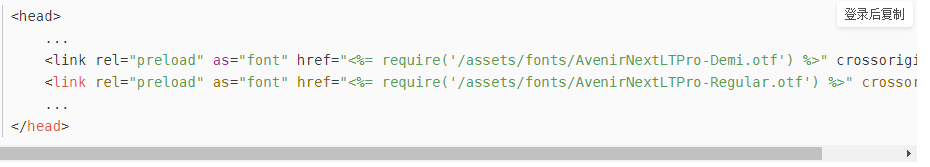 <head>
登录后复制
    ...
    <link rel="preload" as="font" href="<%= require('/assets/fonts/AvenirNextLTPro-Demi.otf') %>" crossorigi
    <link rel="preload" as="font" href="<%= require('/assets/fonts/AvenirNextLTPro-Regular.otf') %>" crossor
    ...
</head>